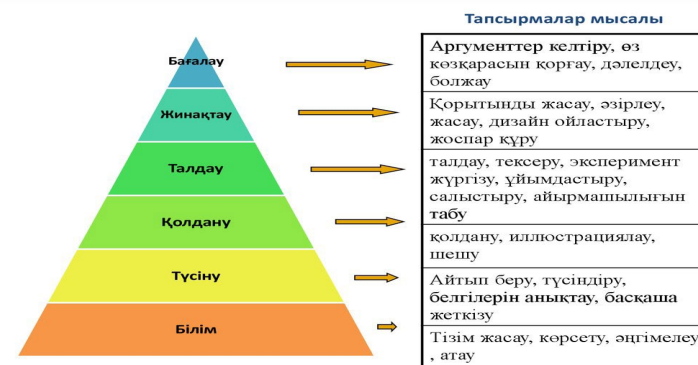 Тапсырмалар мысалы
Бағалау
Аргументтер келтіру, өз
көзқарасын қорғау, дәлелдеу,
болжау
Жинақтау
Қорытынды жасау, әзірлеу,
жасау, дизайн ойластыру,
жоспар құру
Талдау
талдау, тексеру, эксперимент
жүргізу, ұйымдастыру,
салыстыру, айырмашылығын
табу
Қолдану
қолдану, иллюстрациялау,
шешу
Түсіну
Айтып беру, түсіндіру,
белгілерін анықтау, басқаша
жеткізу
Білім
Тізім жасау, көрсету, әңгімелеу
, атау